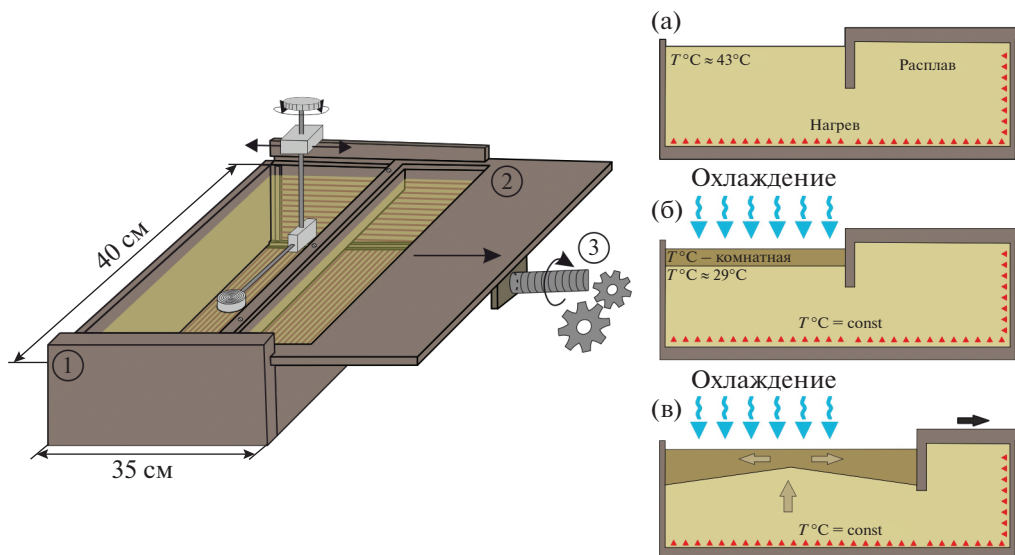 ①
②
③
40 см
35 см
(а)
T °C ≈ 43°C
Расплав
Нагрев
Охлаждение
(б)
T °C – комнатная
T °C ≈ 29°C
T °C = const
Охлаждение
(в)
T °C = const